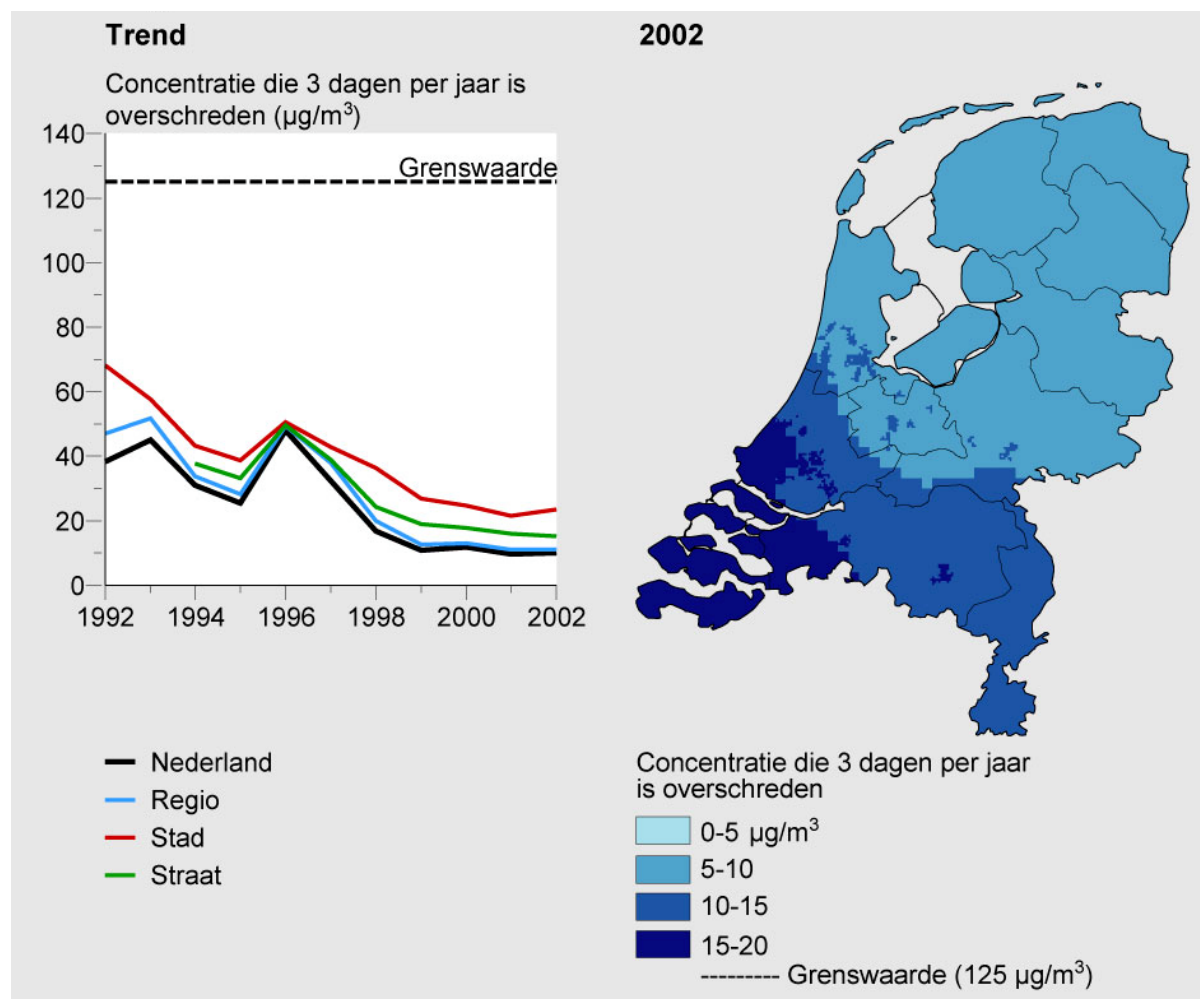 Trend
Concentratie die 3 dagen per jaar is
overschreden (µg/m³)
140
120
100
80
60
40
20
0
Grenswaarde
1992 1994 1996 1998 2000 2002
Nederland
Regio
Stad
Straat
2002
Concentratie die 3 dagen per jaar
is overschreden
0-5 µg/m³
5-10
10-15
15-20
Grenswaarde (125 µg/m³)